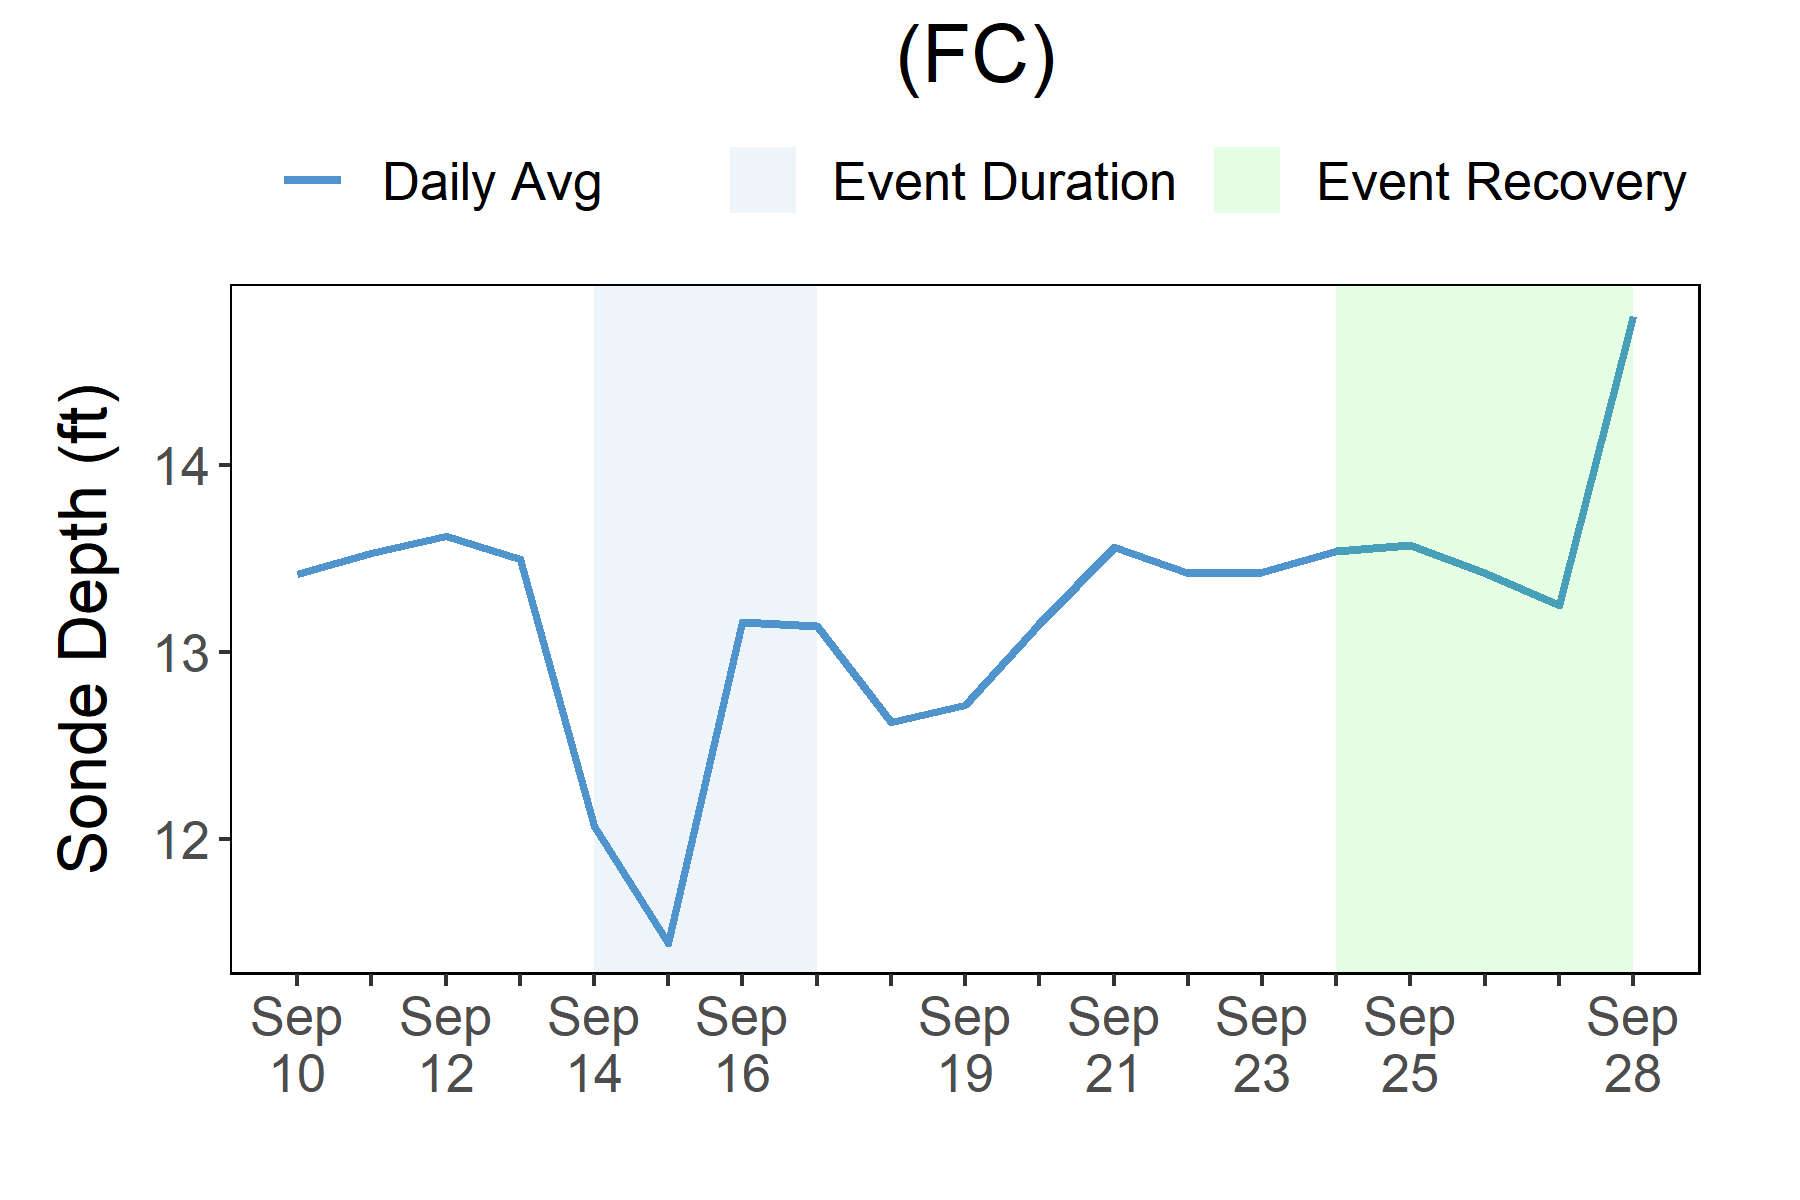 (FC)
Daily Avg
Event Duration
Event Recovery
Sonde Depth (ft)
14
13
12
Sep 10
Sep 12
Sep 14
Sep 16
Sep 19
Sep 21
Sep 23
Sep 25
Sep 28